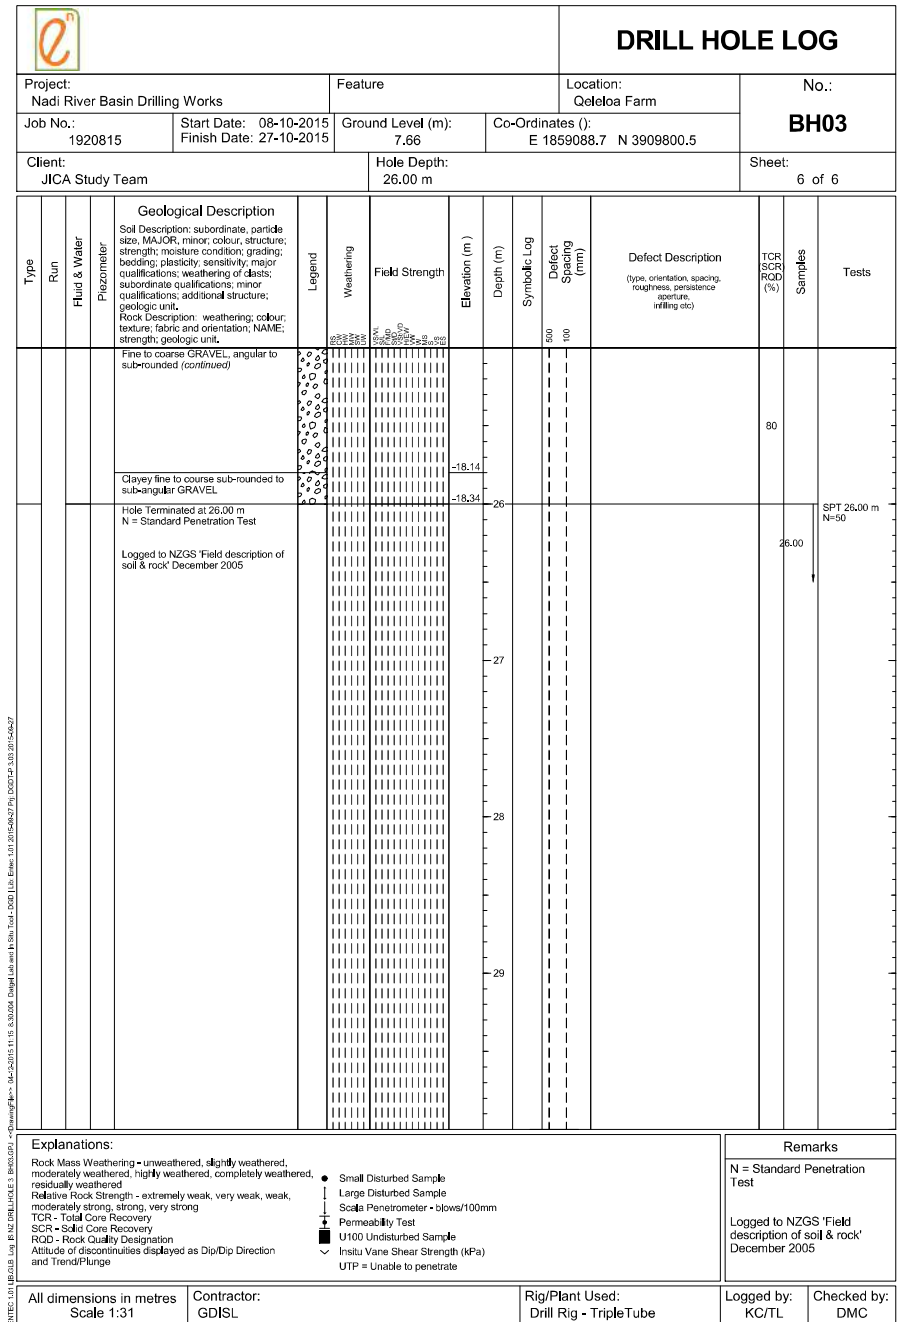 DRILL HOLE LOG
Project:
Nadi River Basin Drilling Works
Feature
Location:
Qeleloa Farm
No.:
BH03
Job No.:
1920815
Start Date: 08-10-2015
Finish Date: 27-10-2015
Ground Level (m):
7.66
Co-Ordinates ():
E 1859088.7 N 3909800.5
Client:
JICA Study Team
Hole Depth:
26.00 m
Sheet:
6 of 6
Type
Run
Fluid & Water
Piezometer
Geological Description
Soil Description: subordinate, particle
size, MAJOR, minor; colour, structure;
strength; moisture condition; grading;
bedding; plasticity; sensitivity; major
qualifications; weathering of clasts;
subordinate qualifications; minor
qualifications; additional structure;
geologic unit.
Rock Description: weathering; colour;
texture; fabric and orientation; NAME;
strength; geologic unit.
Legend
Weathering
Field Strength
Elevation (m )
Depth (m)
Symbolic Log
Defect
Spacing
(mm)
500
100
Defect Description
(type, orientation, spacing,
roughness, persistence
aperture,
infilling etc)
TCR
(SCR)
RQD
(%)
Samples
Tests
Fine to coarse GRAVEL, angular to
sub-rounded (continued)
80
-18.14
Clayey fine to course sub-rounded to
sub-angular GRAVEL
-18.34
26
Hole Terminated at 26.00 m
N = Standard Penetration Test
SPT 26.00 m
N=50
26.00
Logged to NZGS 'Field description of
soil & rock' December 2005
27
28
29
Explanations:
Rock Mass Weathering - unweathered, slightly weathered,
moderately weathered, highly weathered, completely weathered,
residually weathered
Relative Rock Strength - extremely weak, very weak, weak,
moderately strong, strong, very strong
TCR - Total Core Recovery
SCR - Solid Core Recovery
RQD - Rock Quality Designation
Attitude of discontinuities displayed as Dip/Dip Direction
and Trend/Plunge
Small Disturbed Sample
Large Disturbed Sample
Scala Penetrometer - blows/100mm
Permeability Test
U100 Undisturbed Sample
Insitu Vane Shear Strength (kPa)
UTP = Unable to penetrate
Remarks
N = Standard Penetration
Test
Logged to NZGS 'Field
description of soil & rock'
December 2005
All dimensions in metres
Scale 1:31
Contractor:
GDISL
Rig/Plant Used:
Drill Rig - TripleTube
Logged by:
KC/TL
Checked by:
DMC